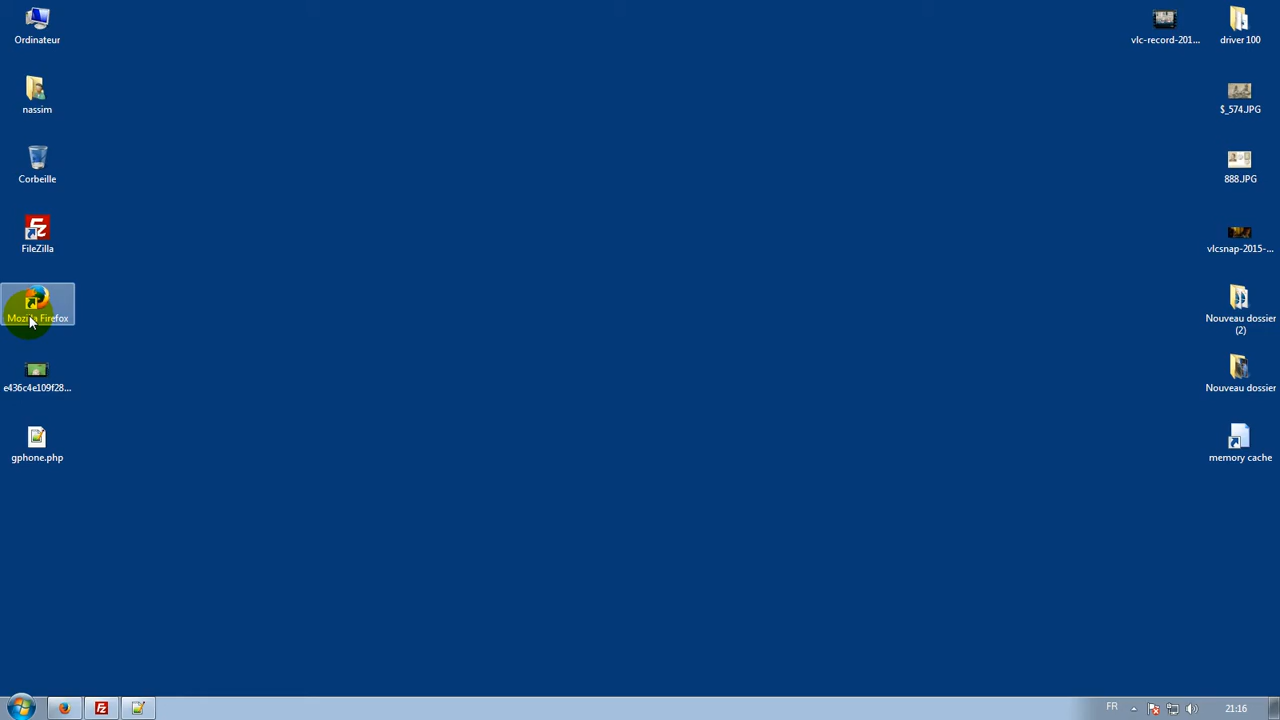 Ordinateur
nassim
Corbeille
FileZilla
Mozilla Firefox
e436c4e109f28...
gphone.php
vlc-record-201...
driver 100
$_574.JPG
888.JPG
vlcsnap-2015-...
Nouveau dossier
(2)
Nouveau dossier
memory cache
FR
21:16